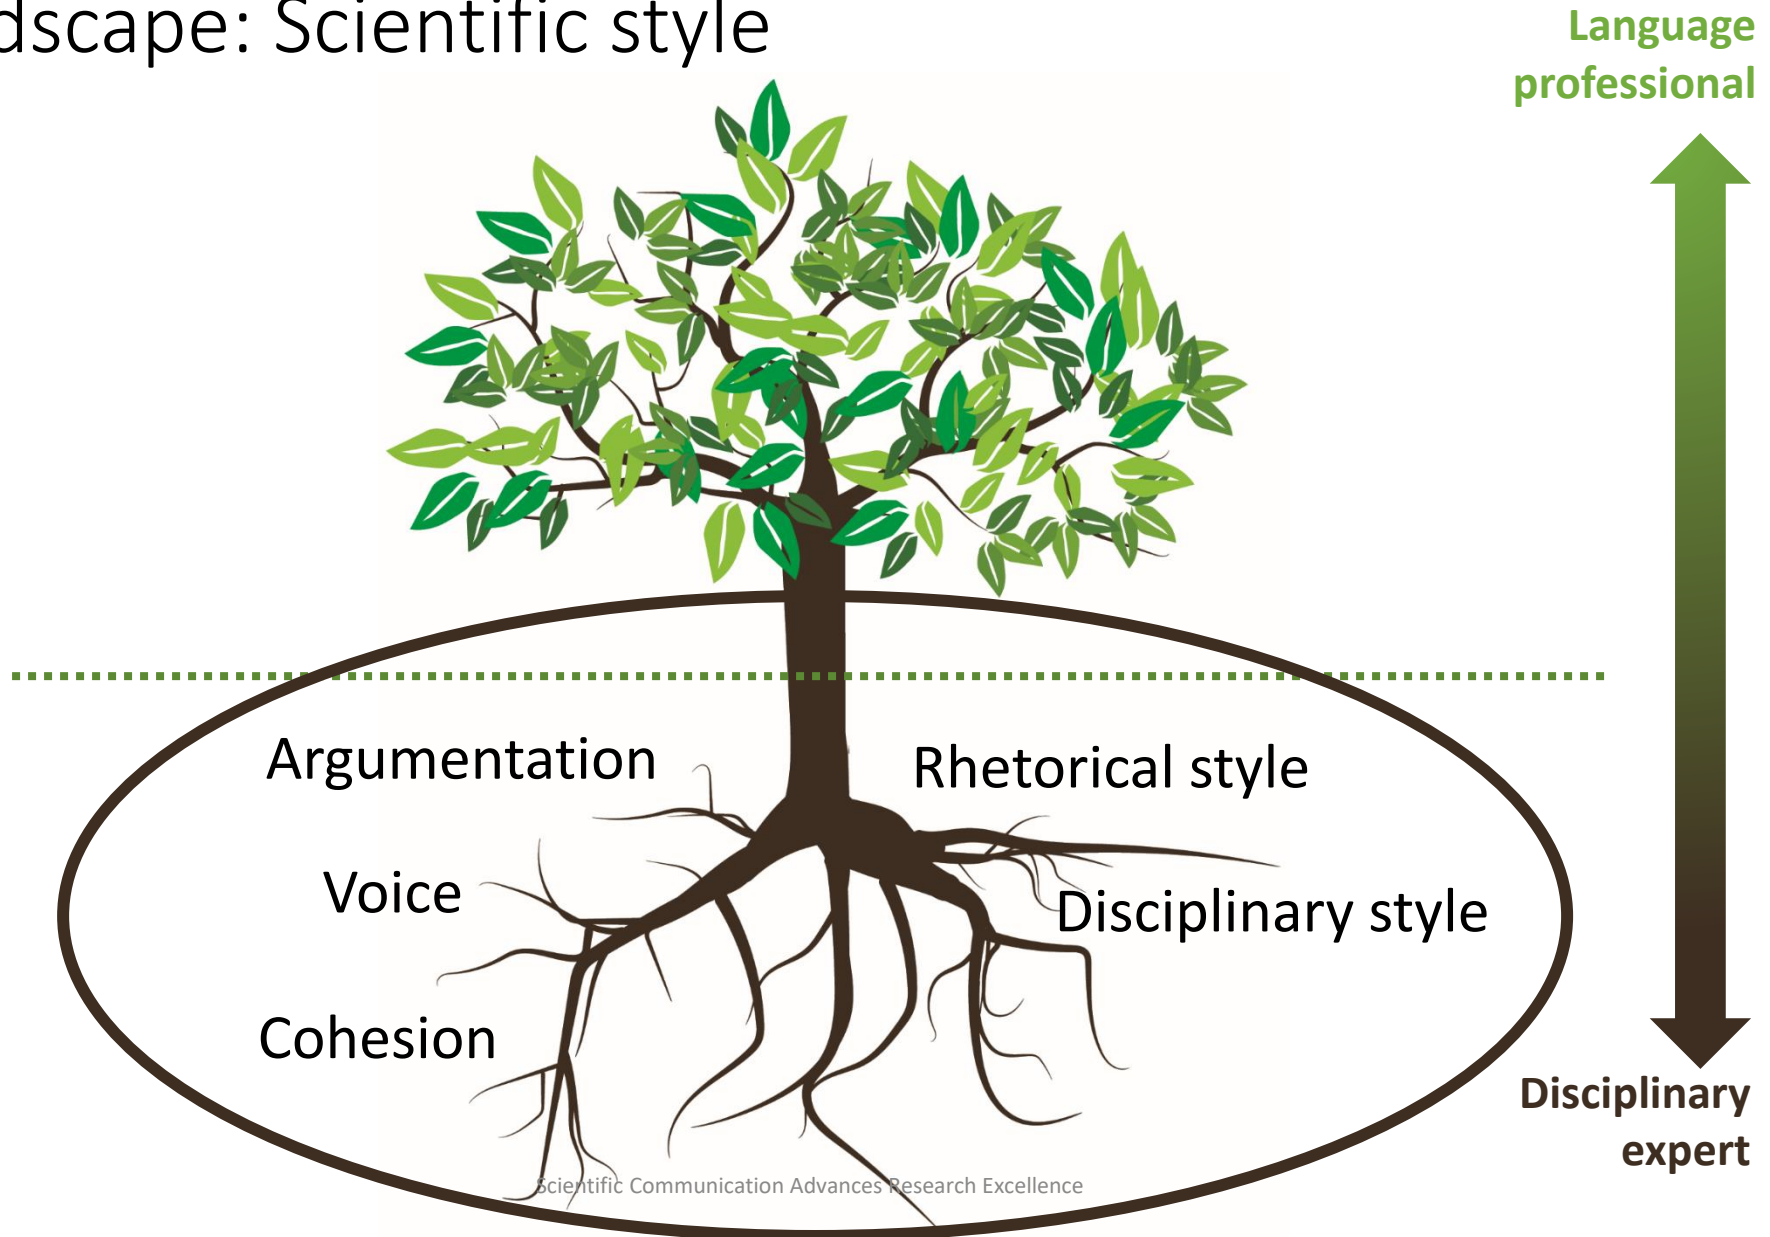 dscape: Scientific style
Language
professional
Argumentation
Rhetorical style
Voice
Disciplinary style
Cohesion
Disciplinary
expert
Scientific Communication Advances Research Excellence